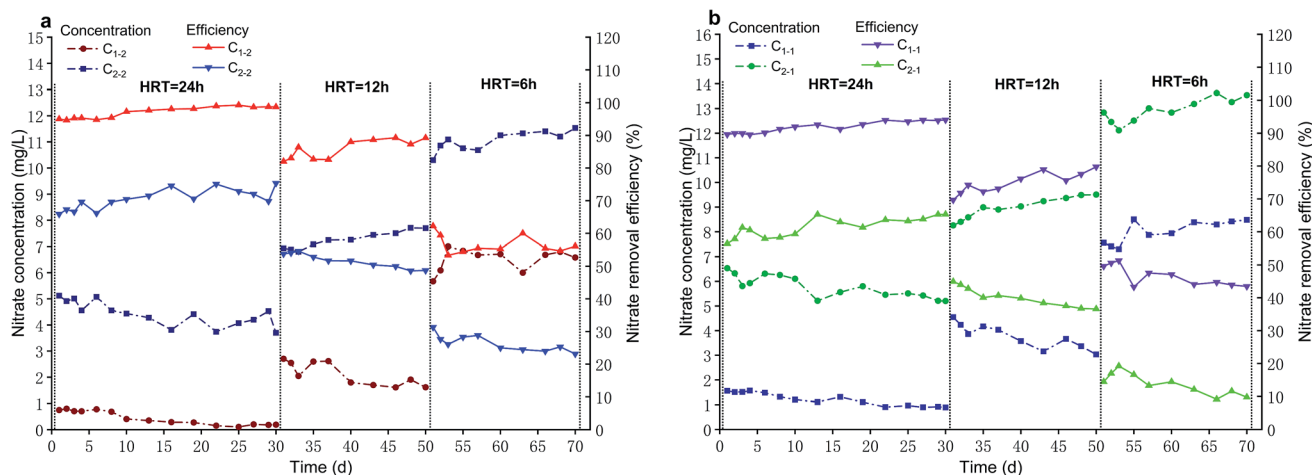 a
Concentration Efficiency
C1-2 C1-2
C2-2 C2-2
HRT=24h HRT=12h HRT=6h
Nitrate concentration (mg/L)
0 1 2 3 4 5 6 7 8 9 10 11 12 13 14 15
Nitrate removal efficiency (%)
0 10 20 30 40 50 60 70 80 90 100 110 120
0 5 10 15 20 25 30 35 40 45 50 55 60 65 70
Time (d)
b
Concentration Efficiency
C1-1 C1-1
C2-1 C2-1
HRT=24h HRT=12h HRT=6h
Nitrate concentration (mg/L)
0 1 2 3 4 5 6 7 8 9 10 11 12 13 14 15 16
Nitrate removal efficiency (%)
0 10 20 30 40 50 60 70 80 90 100 110 120
0 5 10 15 20 25 30 35 40 45 50 55 60 65 70
Time (d)